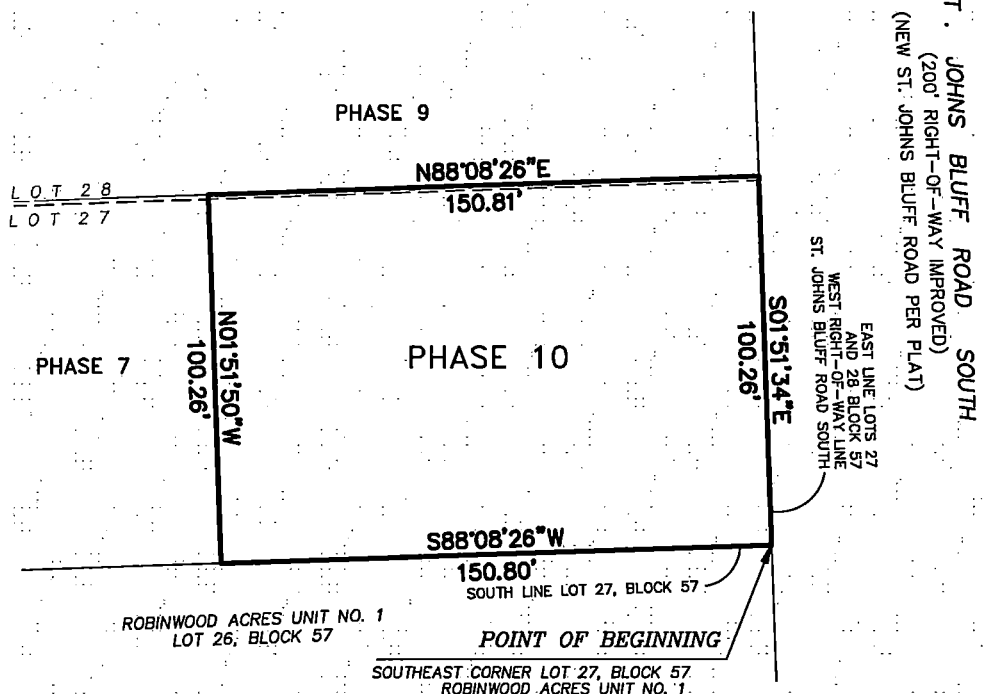 T. JOHNS BLUFF ROAD SOUTH
(200' RIGHT-OF-WAY IMPROVED)
(NEW ST. JOHNS BLUFF ROAD PER PLAT)
PHASE 9
N88°08'26"E
150.81'
LOT 28
LOT 27
PHASE 7
N01°51'50"W
100.26'
PHASE 10
S01°51'34"E
100.26'
EAST LINE LOTS 27
AND 28 BLOCK 57
WEST RIGHT-OF-WAY LINE
ST. JOHNS BLUFF ROAD SOUTH
S88°08'26"W
150.80'
SOUTH LINE LOT 27, BLOCK 57
ROBINWOOD ACRES UNIT NO. 1
LOT 26, BLOCK 57
POINT OF BEGINNING
SOUTHEAST CORNER LOT 27, BLOCK 57
ROBINWOOD ACRES UNIT NO. 1